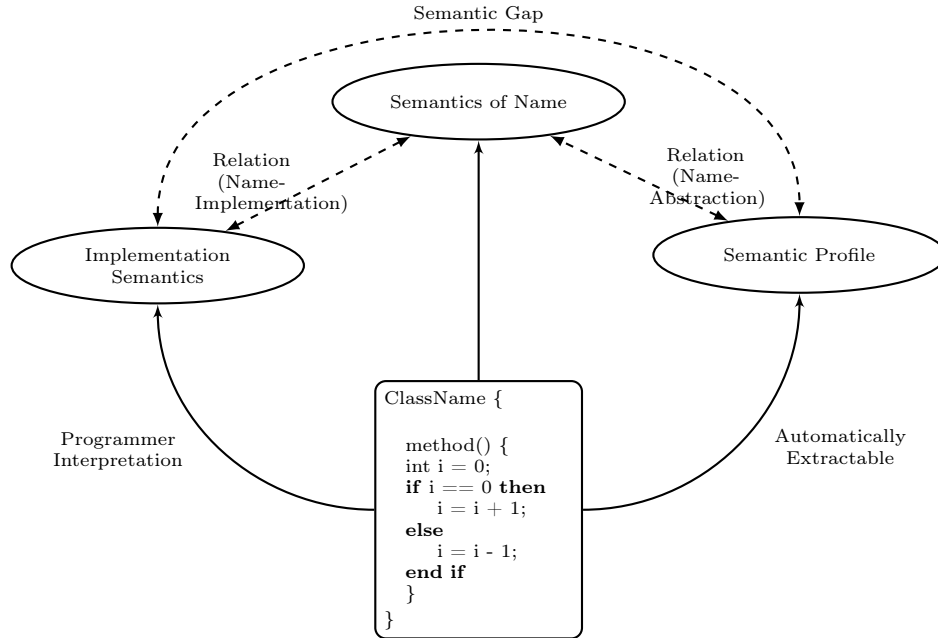 Semantic Gap
Semantics of Name
Relation
(Name-
Implementation)
Relation
(Name-
Abstraction)
Implementation
Semantics
Semantic Profile
ClassName {
method() {
int i = 0;
if i == 0 then
i = i + 1;
else
i = i - 1;
end if
}
}
Programmer
Interpretation
Automatically
Extractable